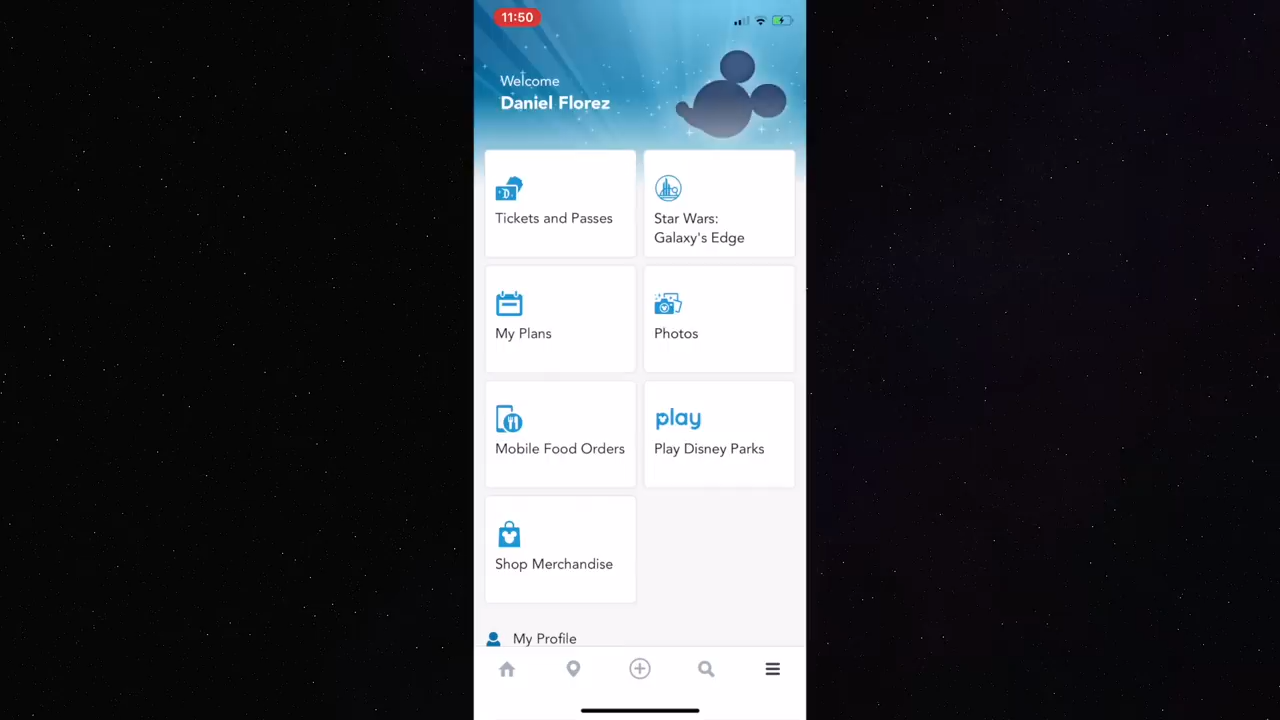 11:50
Welcome
Daniel Florez
Tickets and Passes
Star Wars:
Galaxy's Edge
My Plans
Photos
Mobile Food Orders
play
Play Disney Parks
Shop Merchandise
My Profile